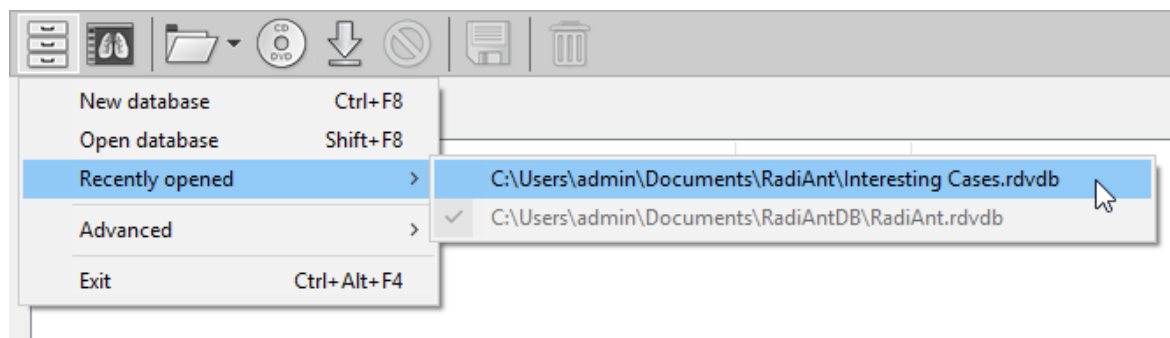 CD
DVD
New database Ctrl+F8
Open database Shift+F8
Recently opened
C:\Users\admin\Documents\RadiAnt\Interesting Cases.rdvdb
C:\Users\admin\Documents\RadiAntDB\RadiAnt.rdvdb
Advanced
Exit Ctrl+Alt+F4